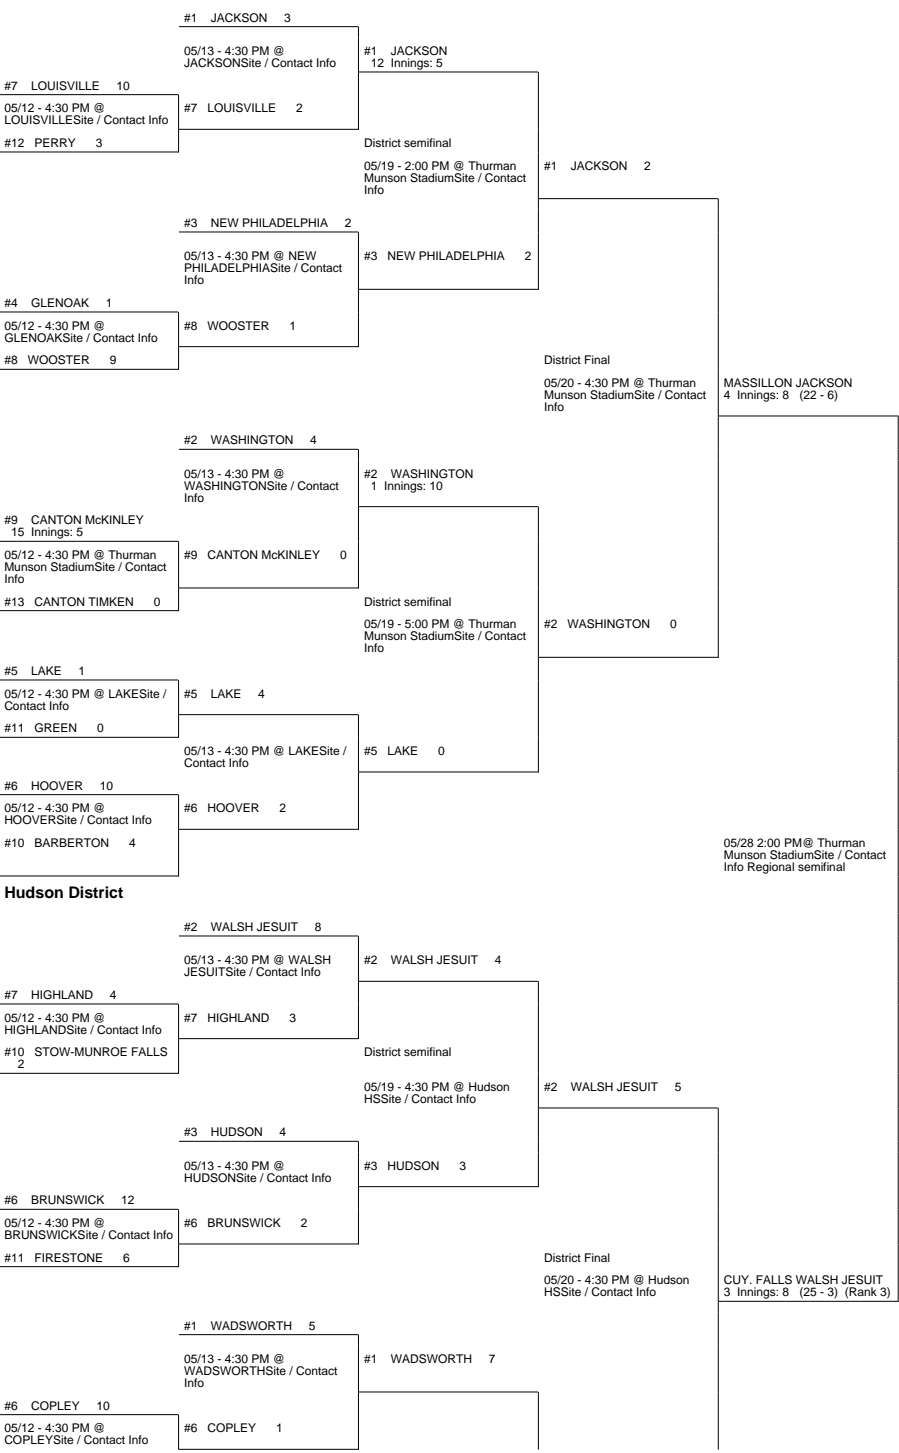 #1 JACKSON 3
05/13 - 4:30 PM @
JACKSONSite / Contact Info
#1 JACKSON
12 Innings: 5
#7 LOUISVILLE 10
05/12 - 4:30 PM @
LOUISVILLESite / Contact Info
#7 LOUISVILLE 2
#12 PERRY 3
District semifinal
05/19 - 2:00 PM @ Thurman
Munson StadiumSite / Contact
Info
#1 JACKSON 2
#3 NEW PHILADELPHIA 2
05/13 - 4:30 PM @ NEW
PHILADELPHIASite / Contact
Info
#3 NEW PHILADELPHIA 2
#4 GLENOAK 1
05/12 - 4:30 PM @
GLENOAKSite / Contact Info
#8 WOOSTER 1
#8 WOOSTER 9
District Final
05/20 - 4:30 PM @ Thurman
Munson StadiumSite / Contact
Info
MASSILLON JACKSON
4 Innings: 8 (22 - 6)
#2 WASHINGTON 4
05/13 - 4:30 PM @
WASHINGTONSite / Contact
Info
#2 WASHINGTON
1 Innings: 10
#9 CANTON McKINLEY
15 Innings: 5
05/12 - 4:30 PM @ Thurman
Munson StadiumSite / Contact
Info
#9 CANTON McKINLEY 0
#13 CANTON TIMKEN 0
District semifinal
05/19 - 5:00 PM @ Thurman
Munson StadiumSite / Contact
Info
#2 WASHINGTON 0
#5 LAKE 1
05/12 - 4:30 PM @ LAKESite /
Contact Info
#5 LAKE 4
#11 GREEN 0
05/13 - 4:30 PM @ LAKESite /
Contact Info
#5 LAKE 0
#6 HOOVER 10
05/12 - 4:30 PM @
HOOVERSite / Contact Info
#6 HOOVER 2
#10 BARBERTON 4
05/28 2:00 PM@ Thurman
Munson StadiumSite / Contact
Info Regional semifinal
Hudson District
#2 WALSH JESUIT 8
05/13 - 4:30 PM @ WALSH
JESUITSite / Contact Info
#2 WALSH JESUIT 4
#7 HIGHLAND 4
05/12 - 4:30 PM @
HIGHLANDSite / Contact Info
#7 HIGHLAND 3
#10 STOW-MUNROE FALLS
2
District semifinal
05/19 - 4:30 PM @ Hudson
HSSite / Contact Info
#2 WALSH JESUIT 5
#3 HUDSON 4
05/13 - 4:30 PM @
HUDSONSite / Contact Info
#3 HUDSON 3
#6 BRUNSWICK 12
05/12 - 4:30 PM @
BRUNSWICKSite / Contact Info
#6 BRUNSWICK 2
#11 FIRESTONE 6
District Final
05/20 - 4:30 PM @ Hudson
HSSite / Contact Info
CUY. FALLS WALSH JESUIT
3 Innings: 8 (25 - 3) (Rank 3)
#1 WADSWORTH 5
05/13 - 4:30 PM @
WADSWORTHSite / Contact
Info
#1 WADSWORTH 7
#6 COPLEY 10
05/12 - 4:30 PM @
COPLEYSite / Contact Info
#6 COPLEY 1